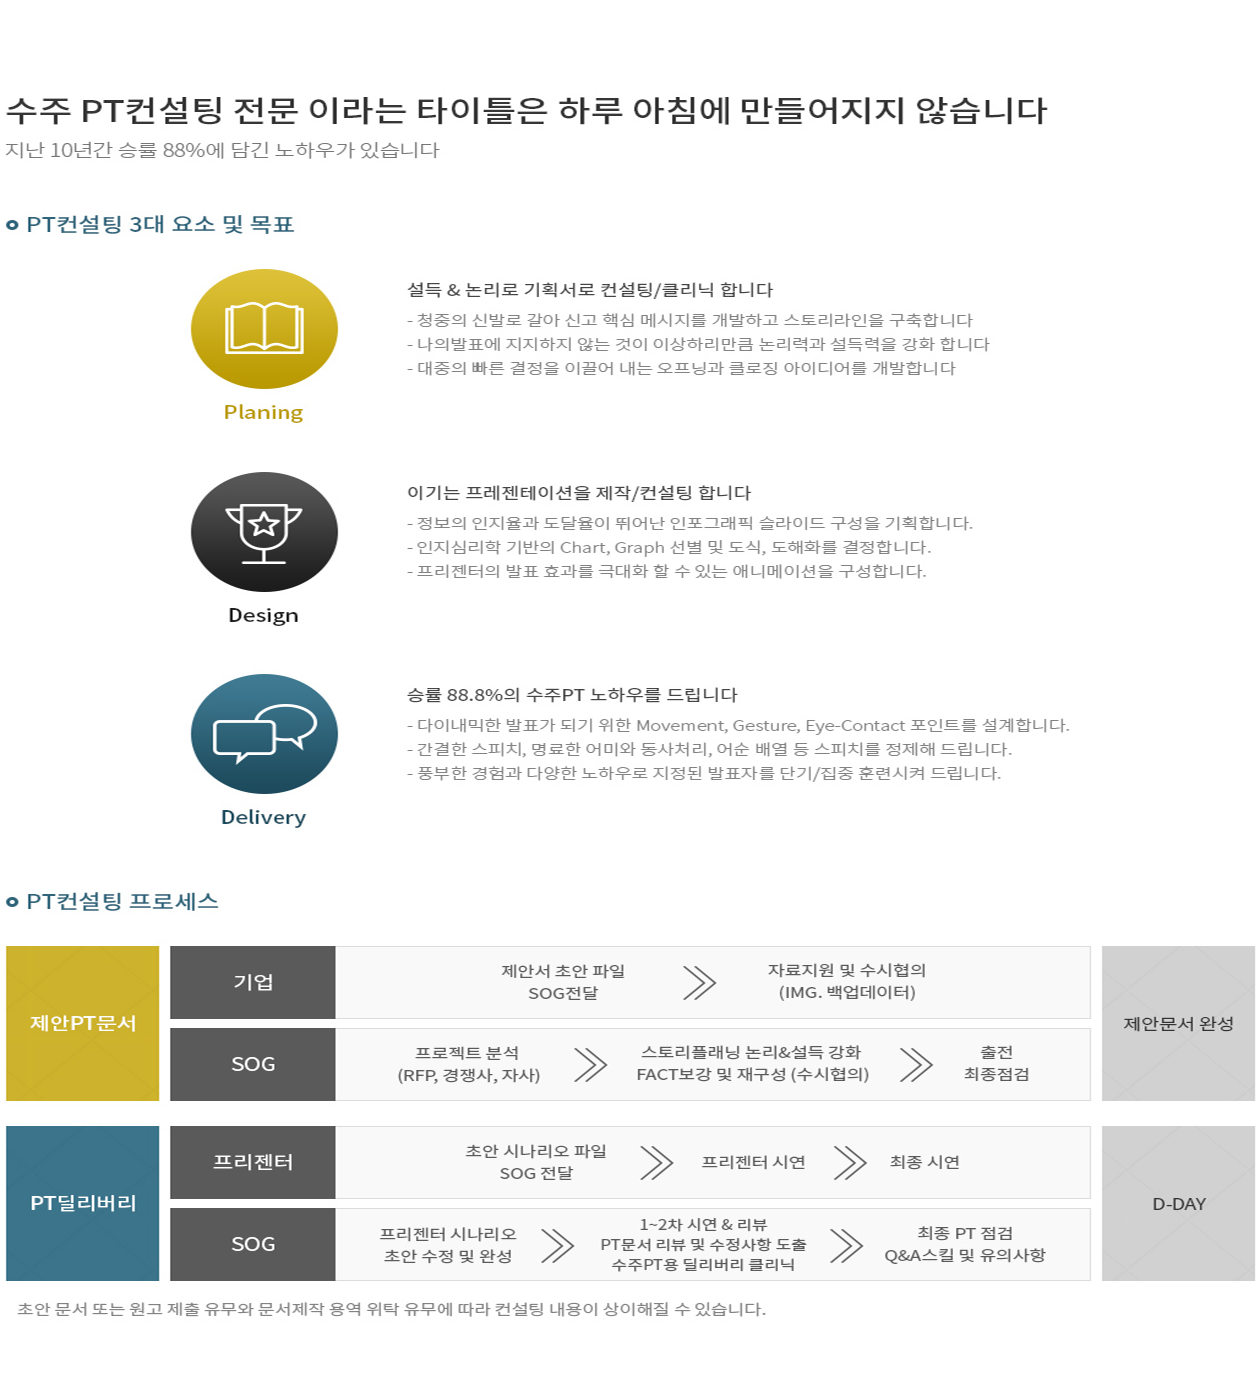 수주 PT컨설팅 전문 이라는 타이틀은 하루 아침에 만들어지지 않습니다
지난 10년간 승률 88%에 담긴 노하우가 있습니다
PT컨설팅 3대 요소 및 목표
설득 & 논리로 기획서로 컨설팅/클리닉 합니다
- 청중의 신발로 갈아 신고 핵심 메시지를 개발하고 스토리라인을 구축합니다
- 나의발표에 지지하지 않는 것이 이상하리만큼 논리력과 설득력을 강화 합니다
- 대중의 빠른 결정을 이끌어 내는 오프닝과 클로징 아이디어를 개발합니다
Planing
이기는 프레젠테이션을 제작/컨설팅 합니다
- 정보의 인지율과 도달율이 뛰어난 인포그래픽 슬라이드 구성을 기획합니다.
- 인지심리학 기반의 Chart, Graph 선별 및 도식, 도해화를 결정합니다.
- 프리젠터의 발표 효과를 극대화 할 수 있는 애니메이션을 구성합니다.
Design
승률 88.8%의 수주PT 노하우를 드립니다
- 다이내믹한 발표가 되기 위한 Movement, Gesture, Eye-Contact 포인트를 설계합니다.
- 간결한 스피치, 명료한 어미와 동사처리, 어순 배열 등 스피치를 정제해 드립니다.
- 풍부한 경험과 다양한 노하우로 지정된 발표자를 단기/집중 훈련시켜 드립니다.
Delivery
PT컨설팅 프로세스
제안PT문서
기업
제안서 초안 파일
SOG전달
자료지원 및 수시협의
(IMG. 백업데이터)
SOG
프로젝트 분석
(RFP, 경쟁사, 자사)
스토리플래닝 논리&설득 강화
FACT보강 및 재구성 (수시협의)
출전
최종점검
제안문서 완성
PT딜리버리
프리젠터
초안 시나리오 파일
SOG 전달
프리젠터 시연
최종 시연
SOG
프리젠터 시나리오
초안 수정 및 완성
1~2차 시연 & 리뷰
PT문서 리뷰 및 수정사항 도출
수주PT용 딜리버리 클리닉
최종 PT 점검
Q&A스킬 및 유의사항
D-DAY
초안 문서 또는 원고 제출 유무와 문서제작 용역 위탁 유무에 따라 컨설팅 내용이 상이해질 수 있습니다.